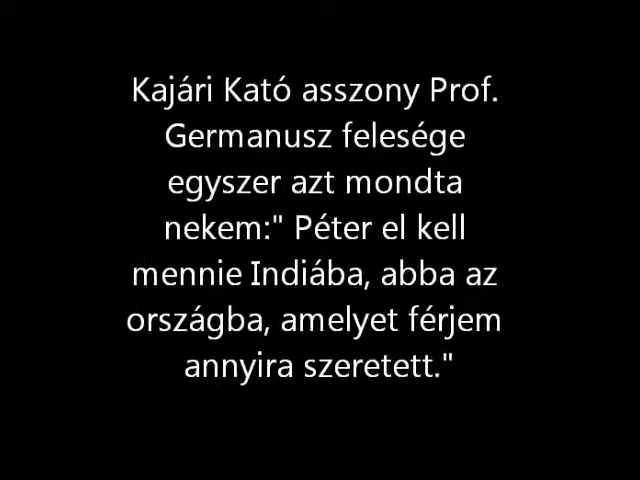 Kajári Kató asszony Prof.
Germanusz felesége
egyszer azt mondta
nekem:" Péter el kell
mennie Indiába, abba az
országba, amelyet férjem
annyira szeretett."